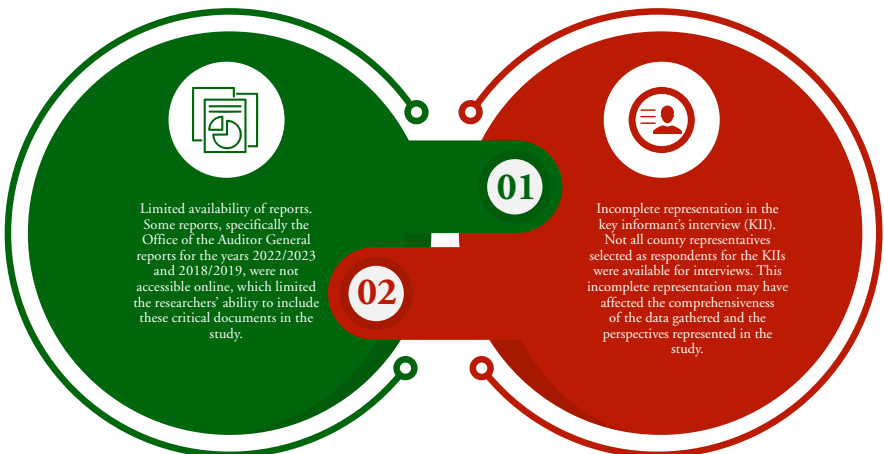 01
Limited availability of reports.
Some reports, specifically the
Office of the Auditor General
reports for the years 2022/2023
and 2018/2019, were not
accessible online, which limited
the researchers' ability to include
these critical documents in the
study.
02
Incomplete representation in the
key informant's interview (KII).
Not all county representatives
selected as respondents for the KIIs
were available for interviews. This
incomplete representation may have
affected the comprehensiveness
of the data gathered and the
perspectives represented in the
study.